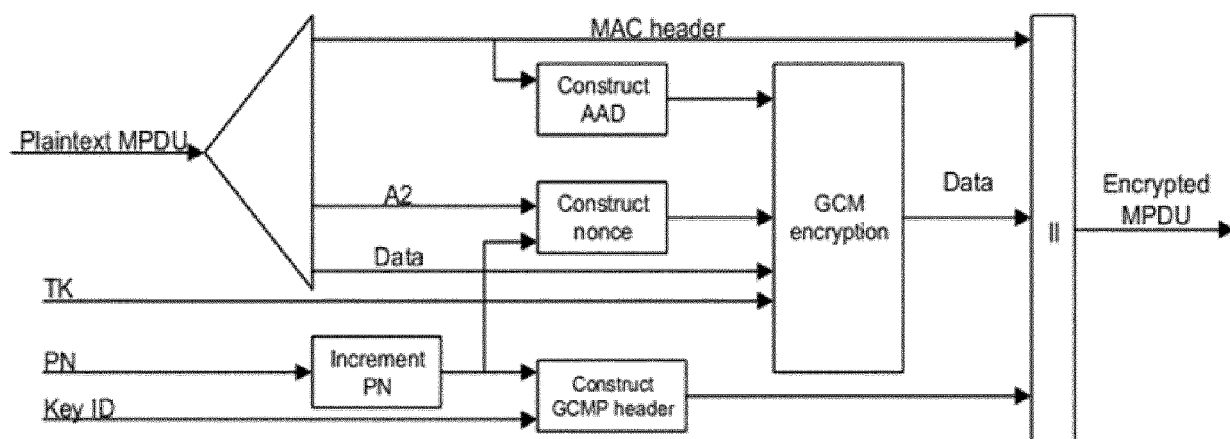 MAC header
Construct
AAD
Plaintext MPDU
A2
Construct
nonce
GCM
encryption
Data
Encrypted
MPDU
||
Data
TK
PN
Increment
PN
Construct
GCMP header
Key ID